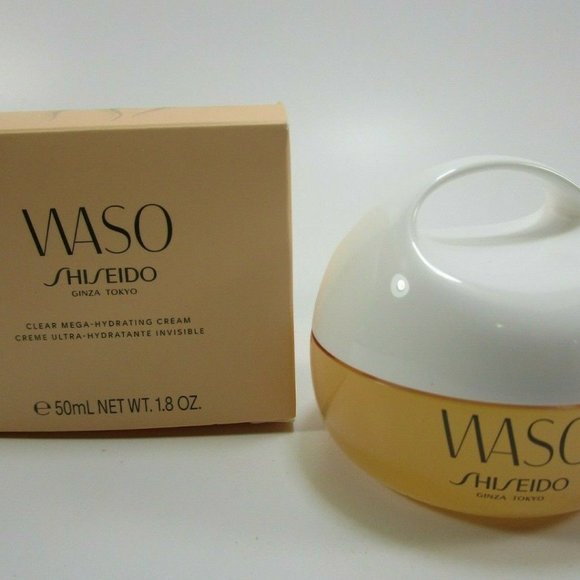 WASO
SHISEIDO
GINZA TOKYO
CLEAR MEGA-HYDRATING CREAM
CREME ULTRA-HYDRATANTE INVISIBLE
℮ 50mL NET WT. 1.8 OZ.
WASO
SHISEIDO
GINZA TOKYO